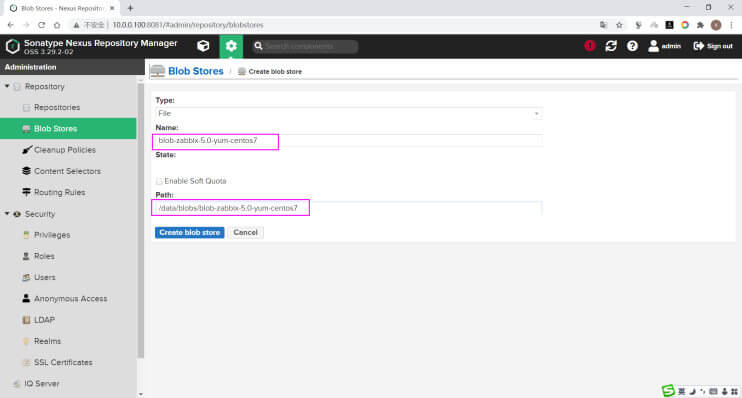 Blob Stores - Nexus Repository
不安全 | 10.0.0.100:8081/#admin/repository/blobstores
Sonatype Nexus Repository Manager
OSS 3.29.2-02
Search components
admin
Sign out
Administration
Blob Stores / Create blob store
Repository
Repositories
Blob Stores
Cleanup Policies
Content Selectors
Routing Rules
Security
Privileges
Roles
Users
Anonymous Access
LDAP
Realms
SSL Certificates
IQ Server
Type:
File
Name:
blob-zabbix-5.0-yum-centos7
State:
Enable Soft Quota
Path:
/data/blobs/blob-zabbix-5.0-yum-centos7
Create blob store
Cancel
英